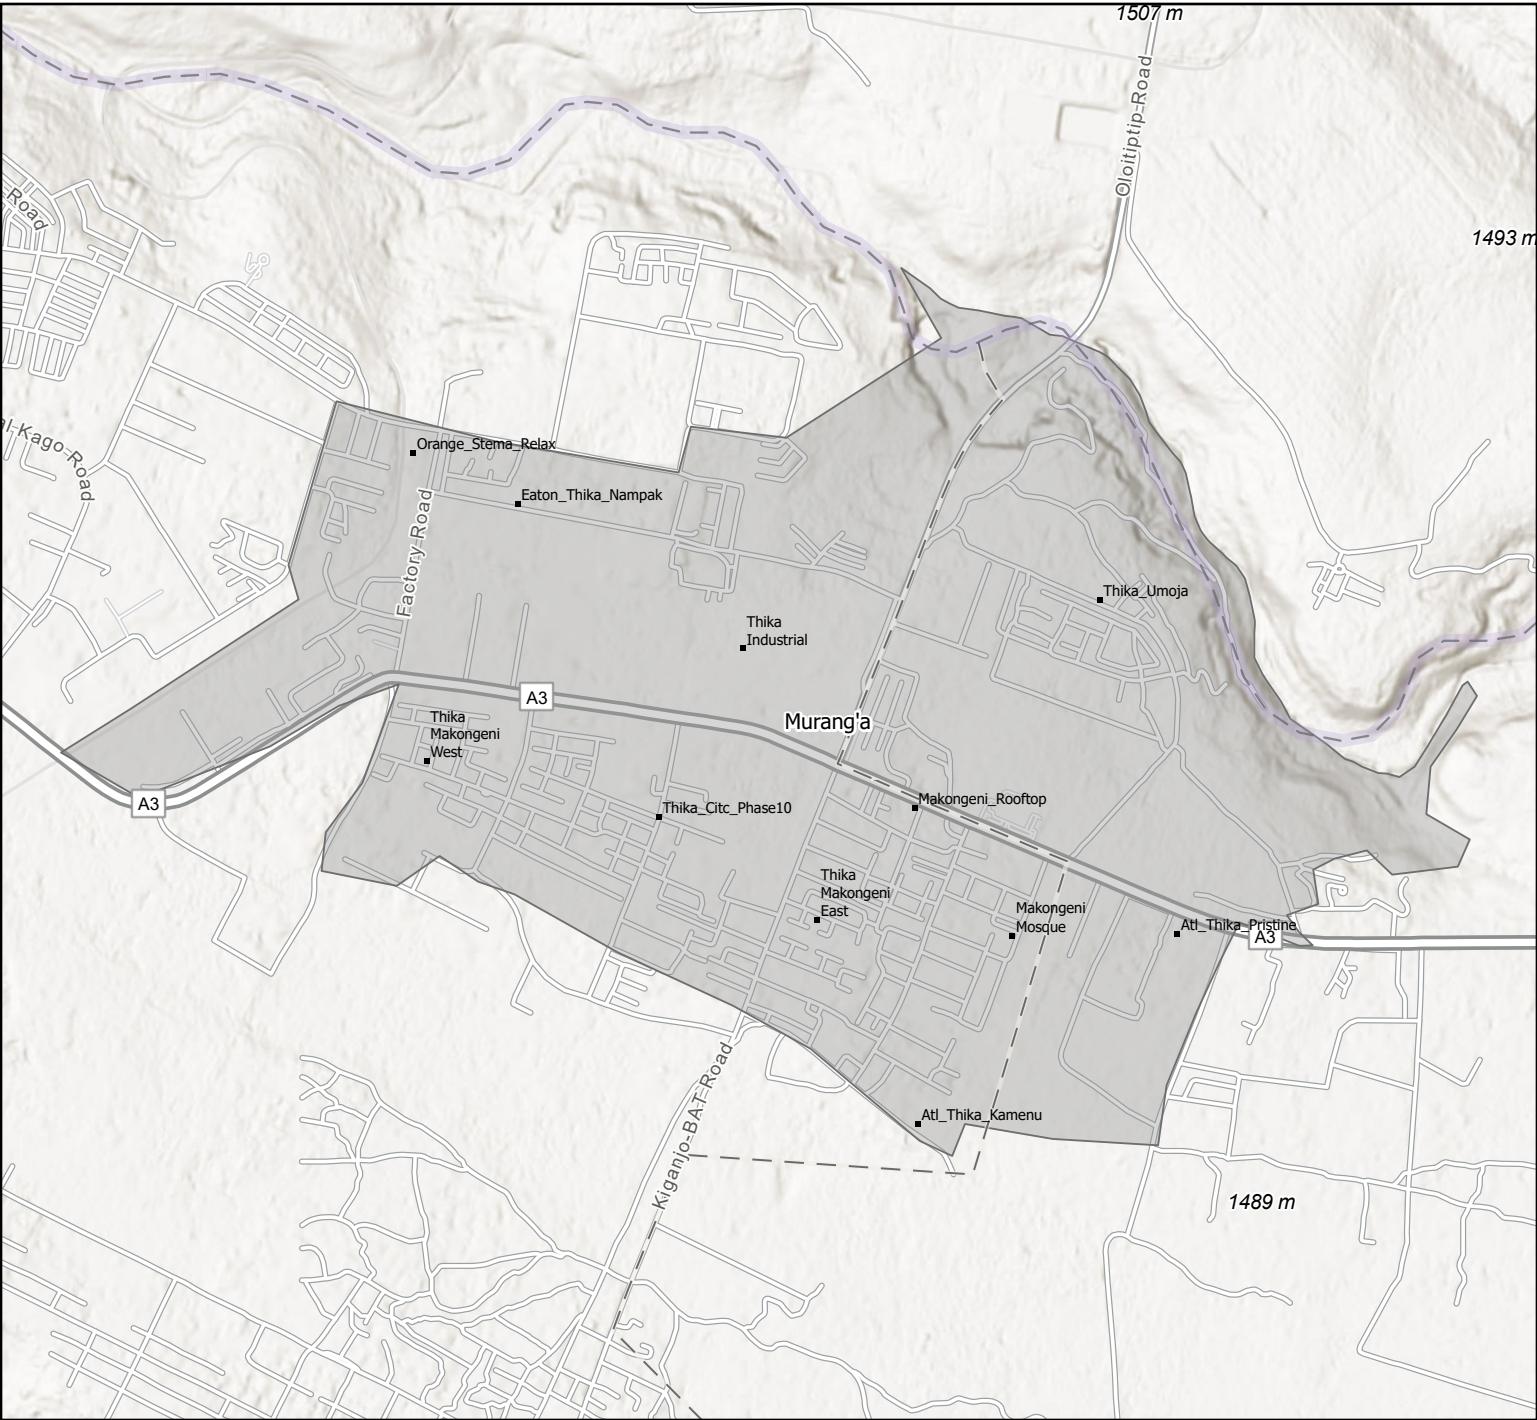 1507 m
Oloitiptip Road
Road
1493 m
al Kago Road
Orange_Stema_Relax
Eaton_Thika_Nampak
Factory Road
Thika_Umoja
Thika
Industrial
A3
Murang'a
Thika
Makongeni
West
A3
Makongeni_Rooftop
Thika_Citc_Phase10
Thika
Makongeni
East
Makongeni
Mosque
Atl_Thika_Pristine
A3
Kiganjo-BAT Road
Atl_Thika_Kamenu
1489 m